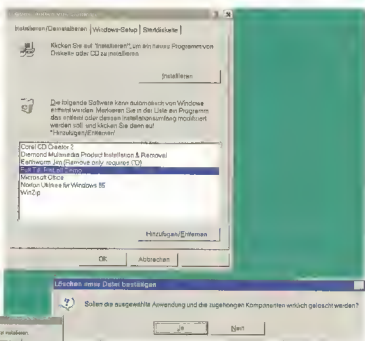 Installieren/Deinstallieren Windows-Setup Startdiskette
Klicken Sie auf "Installieren", um ein neues Programm von
Diskette oder CD zu installieren.
Installieren
Die folgende Software kann automatisch von Windows
entfernt werden. Markieren Sie in der Liste ein Programm
das entfernt oder dessen Installationsumfang modifiziert
werden soll, und klicken Sie dann auf
"Hinzufügen/Entfernen"
Corel CD Creator 2
Diamond Multimedia Product Installation & Removal
Earthworm Jim (Remove only, requires CD)
Full Tilt! Pinball
Microsoft Office
Norton Utilities für Windows 95
WinZip
Hinzufügen/Entfernen
OK Abbrechen
Löschen einer Datei bestätigen
Sollen die ausgewählte Anwendung und die zugehörigen Komponenten wirklich gelöscht werden?
Ja Nein